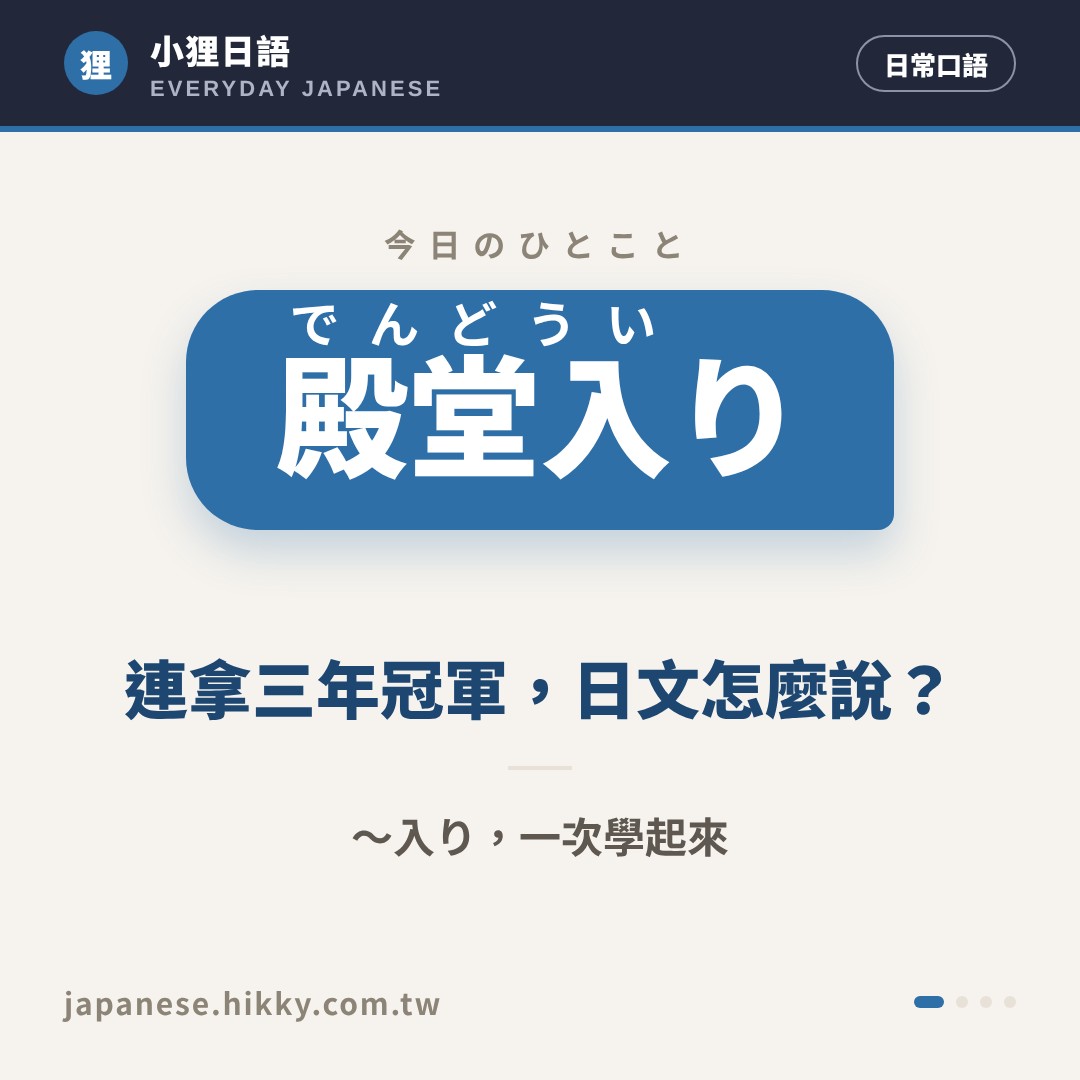 狸
小狸日語
EVERYDAY JAPANESE
日常口語
今日のひとこと
でんどうい
殿堂入り
連拿三年冠軍，日文怎麼說？
～入り，一次學起來
japanese.hikky.com.tw